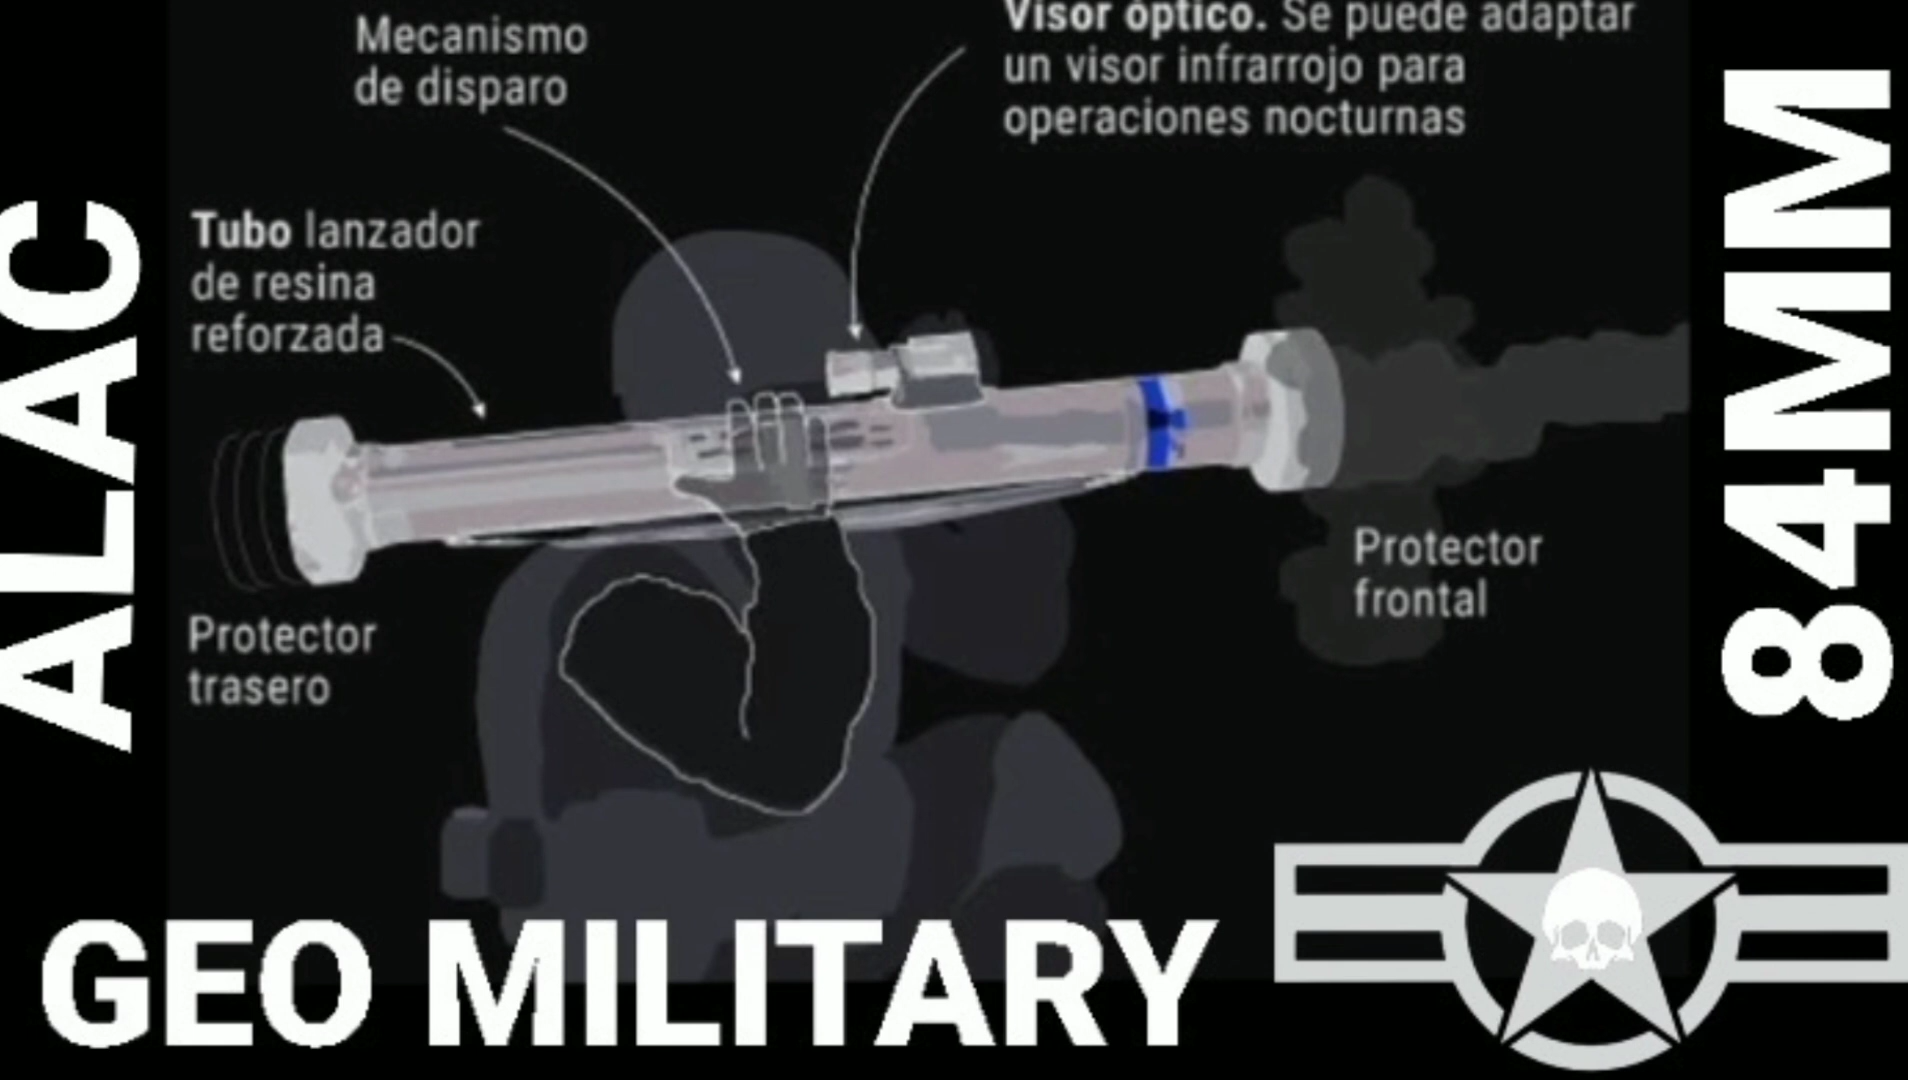 Mecanismo
de disparo
Visor óptico. Se puede adaptar
un visor infrarrojo para
operaciones nocturnas
Tubo lanzador
de resina
reforzada
Protector
trasero
Protector
frontal
ALAC
84MM
GEO MILITARY